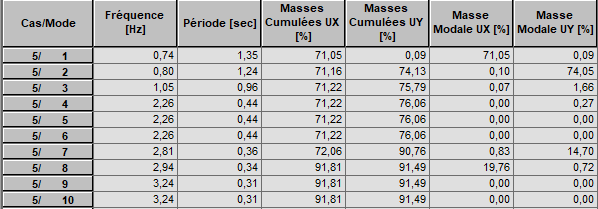 Cas/Mode Fréquence [Hz] Période [sec] Masses Cumulées UX [%] Masses Cumulées UY [%] Masse Modale UX [%] Masse Modale UY [%]
5/ 1 0,74 1,35 71,05 0,09 71,05 0,09
5/ 2 0,80 1,24 71,16 74,13 0,10 74,05
5/ 3 1,05 0,96 71,22 75,79 0,07 1,66
5/ 4 2,26 0,44 71,22 76,06 0,00 0,27
5/ 5 2,26 0,44 71,22 76,06 0,00 0,00
5/ 6 2,26 0,44 71,22 76,06 0,00 0,00
5/ 7 2,81 0,36 72,06 90,76 0,83 14,70
5/ 8 2,94 0,34 91,81 91,49 19,76 0,72
5/ 9 3,24 0,31 91,81 91,49 0,00 0,00
5/ 10 3,24 0,31 91,81 91,49 0,00 0,00